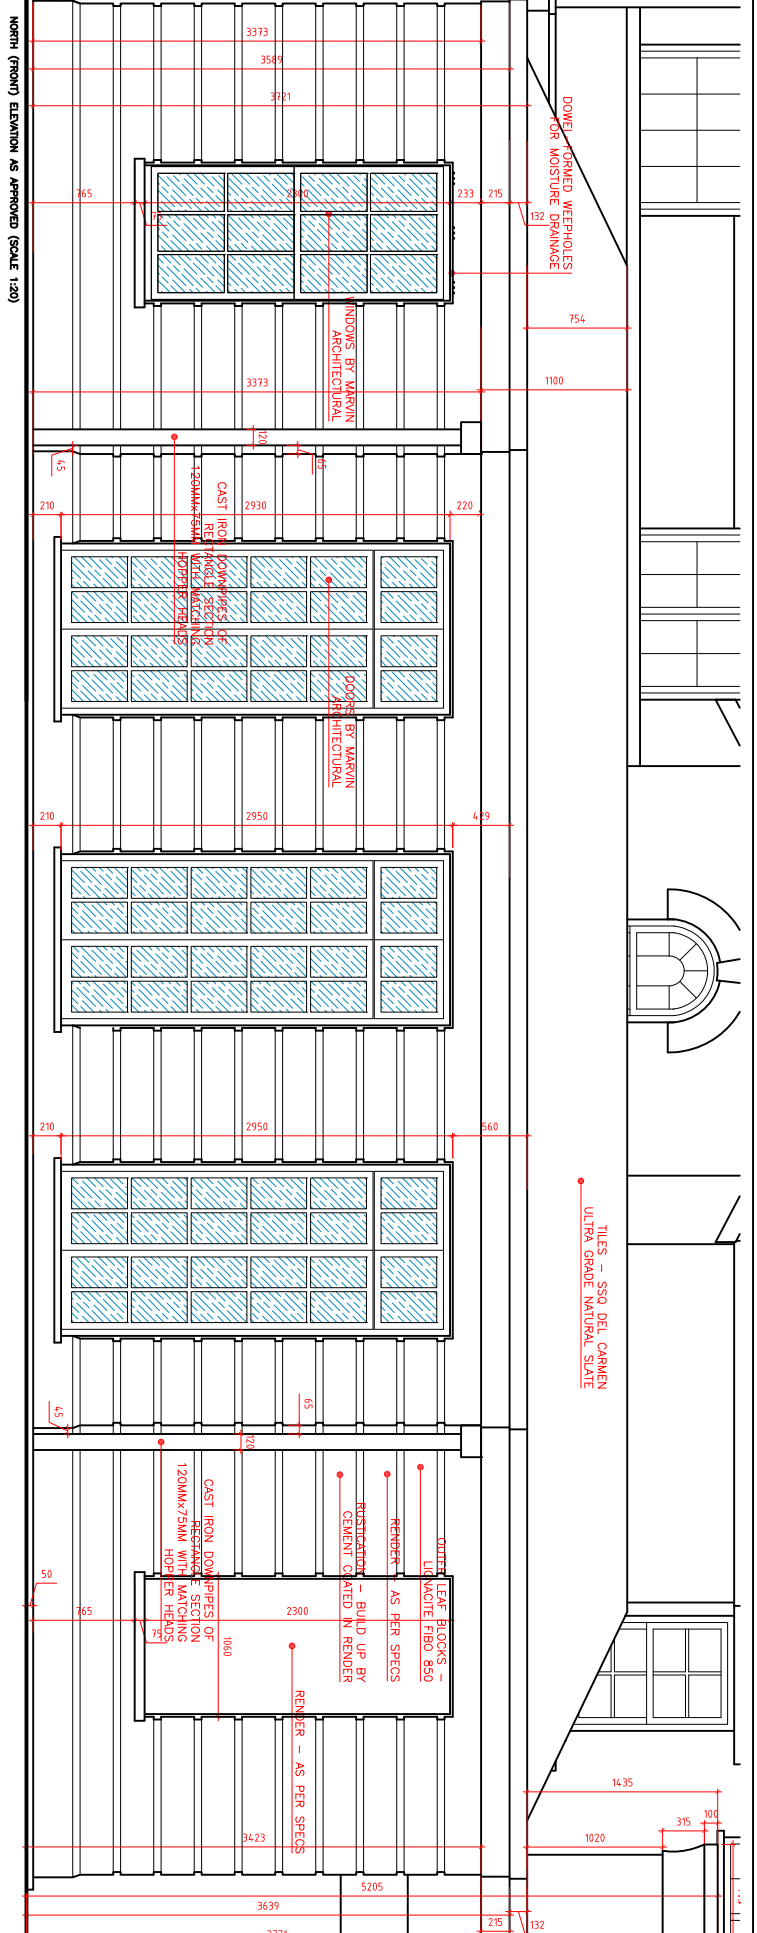 NORTH (FRONT) ELEVATION AS APPROVED (SCALE 1:20)
3373
3589
3721
DOWEL FORMED WEEPHOLES
FOR MOISTURE DRAINAGE
765
75
2300
233
215
132
WINDOWS BY MARVIN
ARCHITECTURAL
754
1100
3373
120
65
45
CAST IRON DOWNPIPES OF
RECTANGLE SECTION
120MMx75MM WITH MATCHING
HOPPER HEADS
210
2930
220
DOORS BY MARVIN
ARCHITECTURAL
210
2950
429
210
2950
560
TILES – SSQ DEL CARMEN
ULTRA GRADE NATURAL SLATE
65
45
120
CAST IRON DOWNPIPES OF
RECTANGLE SECTION
120MMx75MM WITH MATCHING
HOPPER HEADS
OUTER LEAF BLOCKS –
LIGNACITE FIBO 850
RENDER – AS PER SPECS
RUSTICATION – BUILD UP BY
CEMENT COATED IN RENDER
50
765
75
2300
1060
RENDER – AS PER SPECS
1435
100
315
1020
3423
5205
3639
215
132